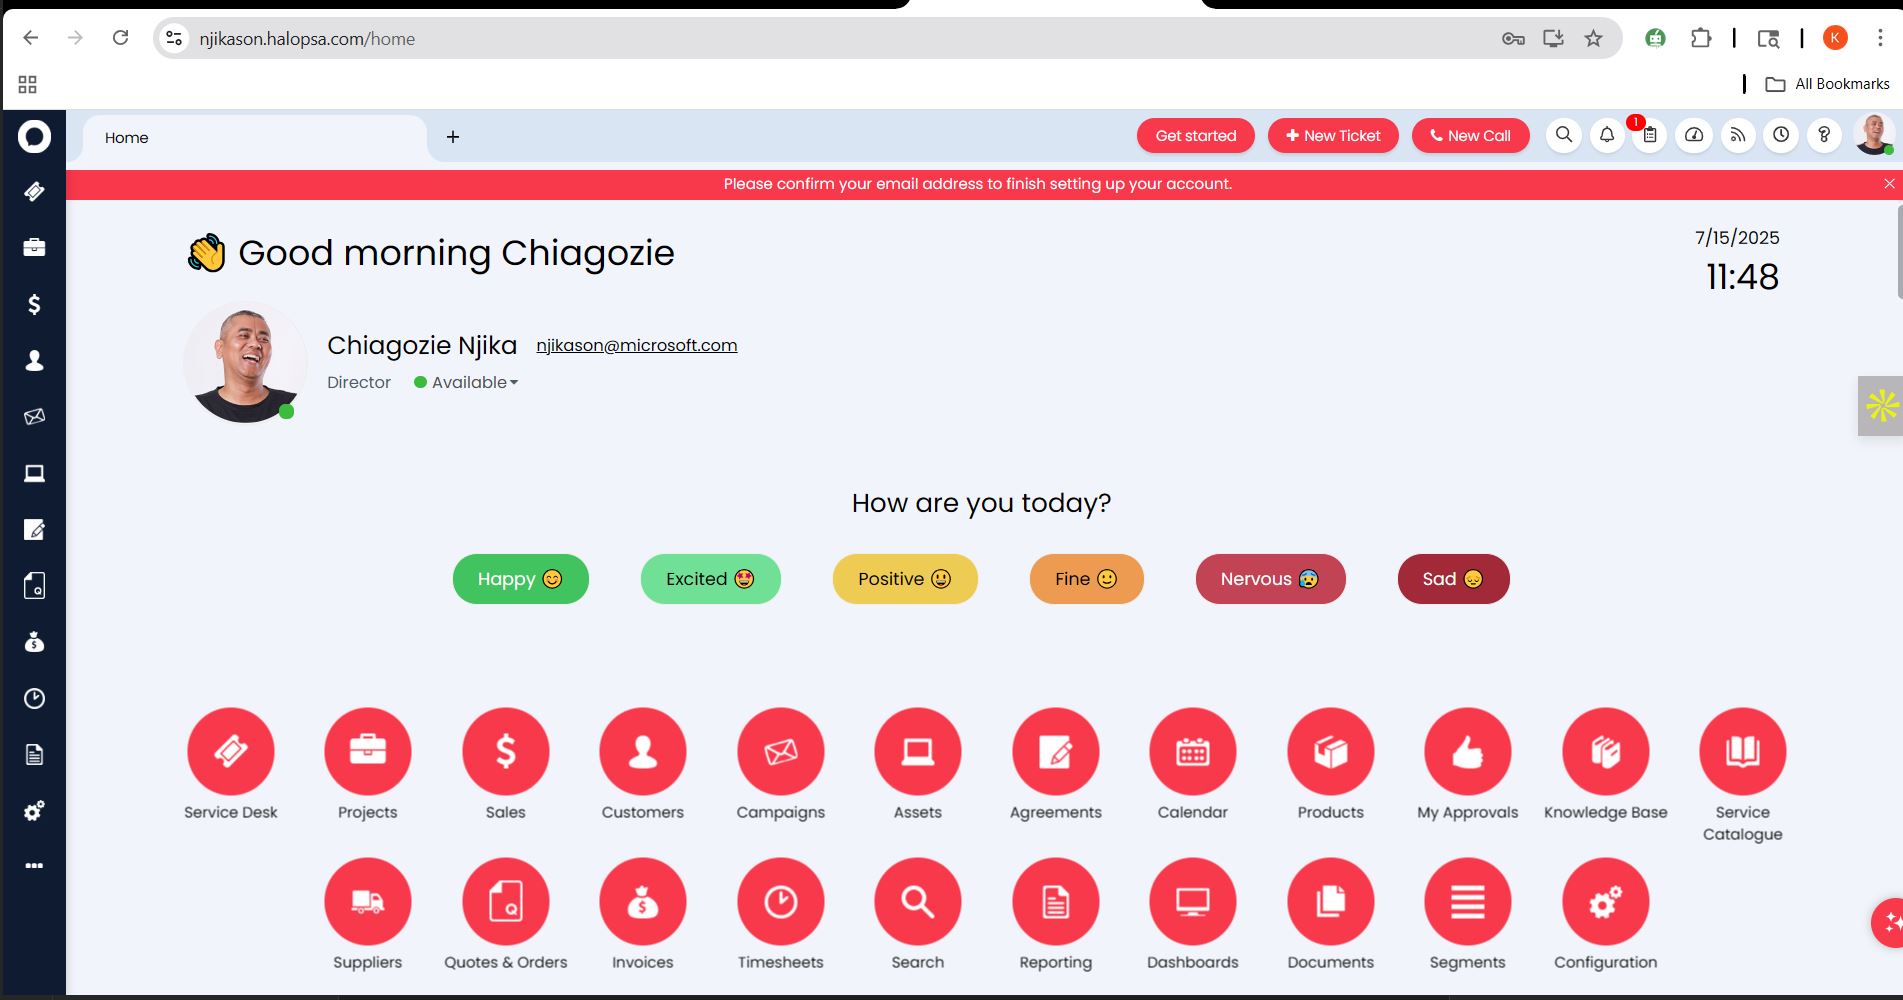 njikason.halopsa.com/home
K
All Bookmarks
Home
+
Get started
New Ticket
New Call
1
Please confirm your email address to finish setting up your account.
Good morning Chiagozie
7/15/2025
11:48
Chiagozie Njika njikason@microsoft.com
Director Available
How are you today?
Happy Excited Positive Fine Nervous Sad
Service Desk Projects Sales Customers Campaigns Assets Agreements Calendar Products My Approvals Knowledge Base Service
Catalogue
Suppliers Quotes & Orders Invoices Timesheets Search Reporting Dashboards Documents Segments Configuration